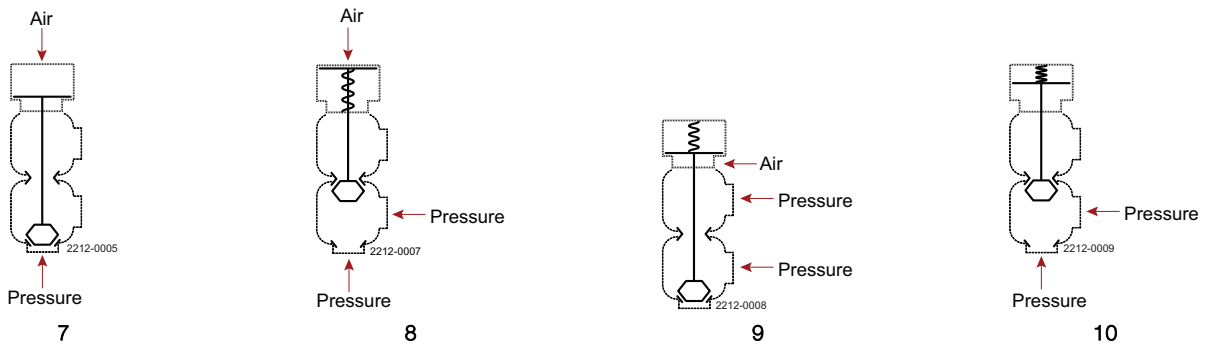 Air
2212-0005
Pressure
7
Air
Pressure
2212-0007
Pressure
8
Air
Pressure
Pressure
2212-0008
9
Pressure
2212-0009
Pressure
10